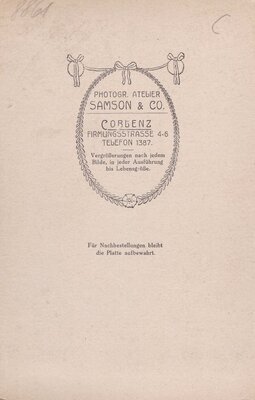 PHOTOGR. ATELIER
SAMSON & CO.
COBLENZ
FIRMUNGSSTRASSE 4-6
TELEFON 1387.
Vergrößerungen nach jedem
Bilde, in jeder Ausführung
bis Lebensgröße.
Für Nachbestellungen bleibt
die Platte aufbewahrt.